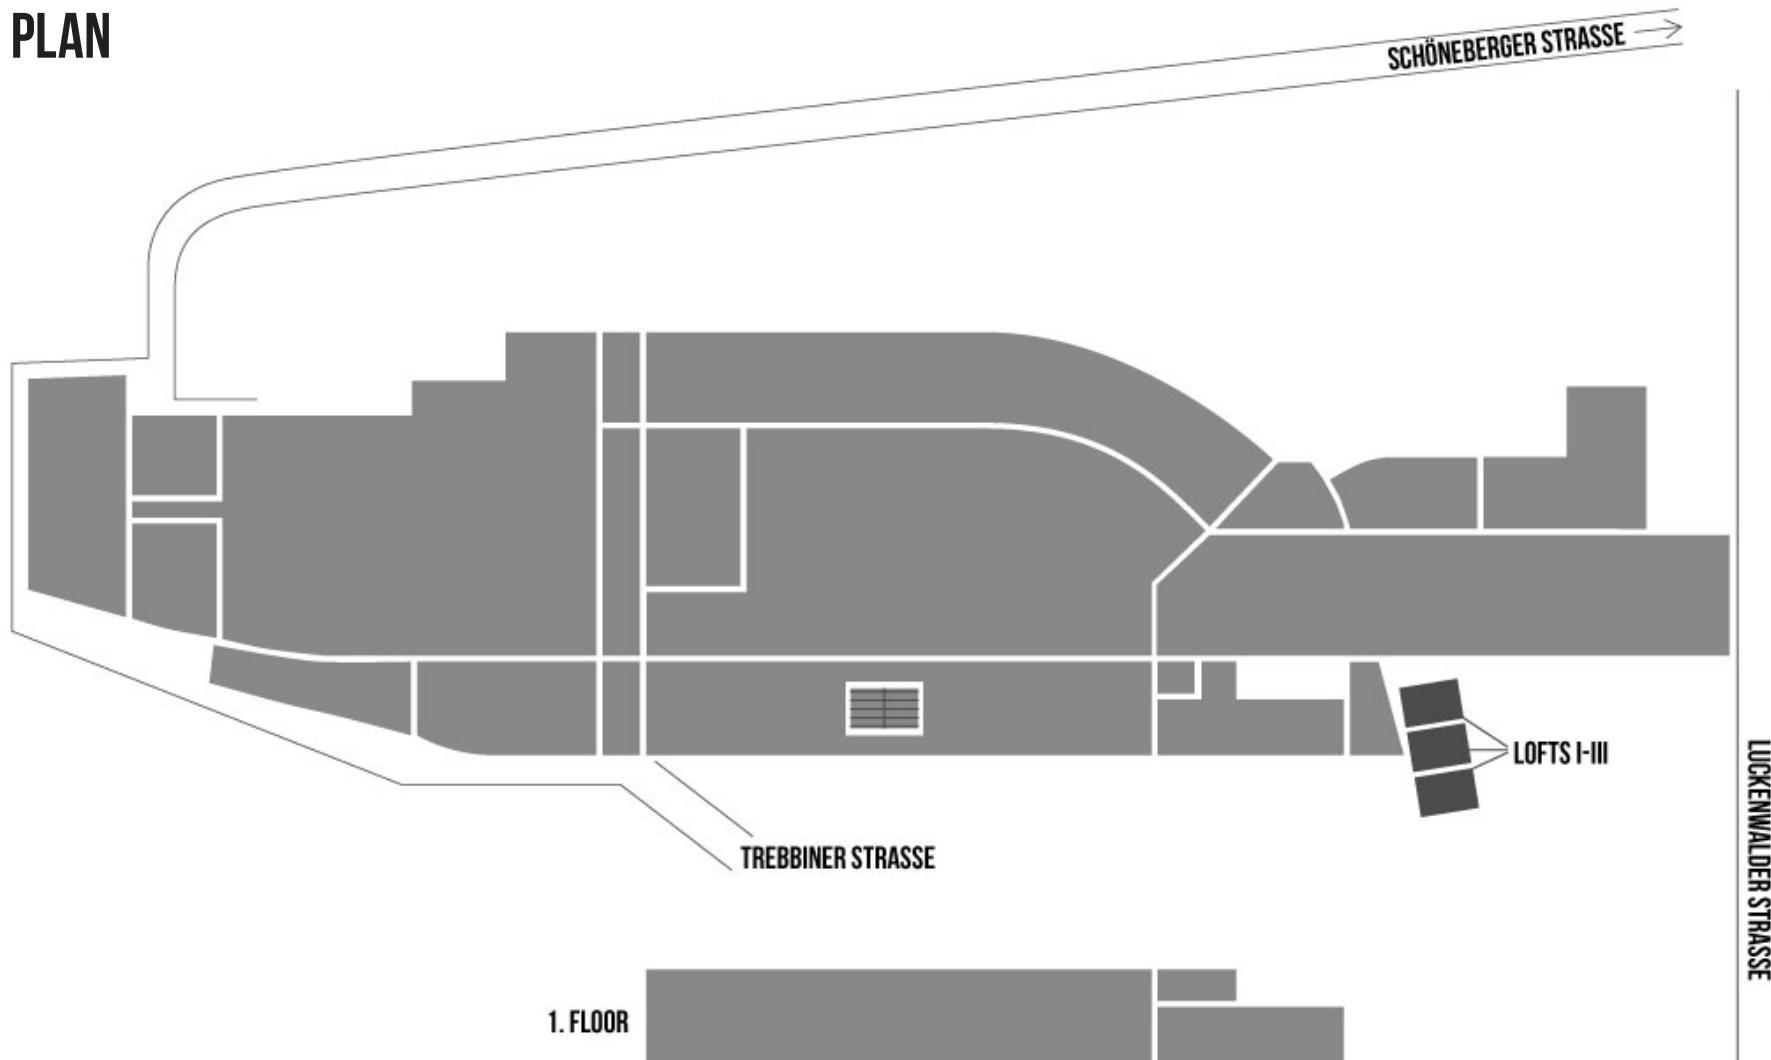 PLAN
SCHÖNEBERGER STRASSE
LOFTS I-III
LUCKENWALDER STRASSE
TREBBINER STRASSE
1. FLOOR